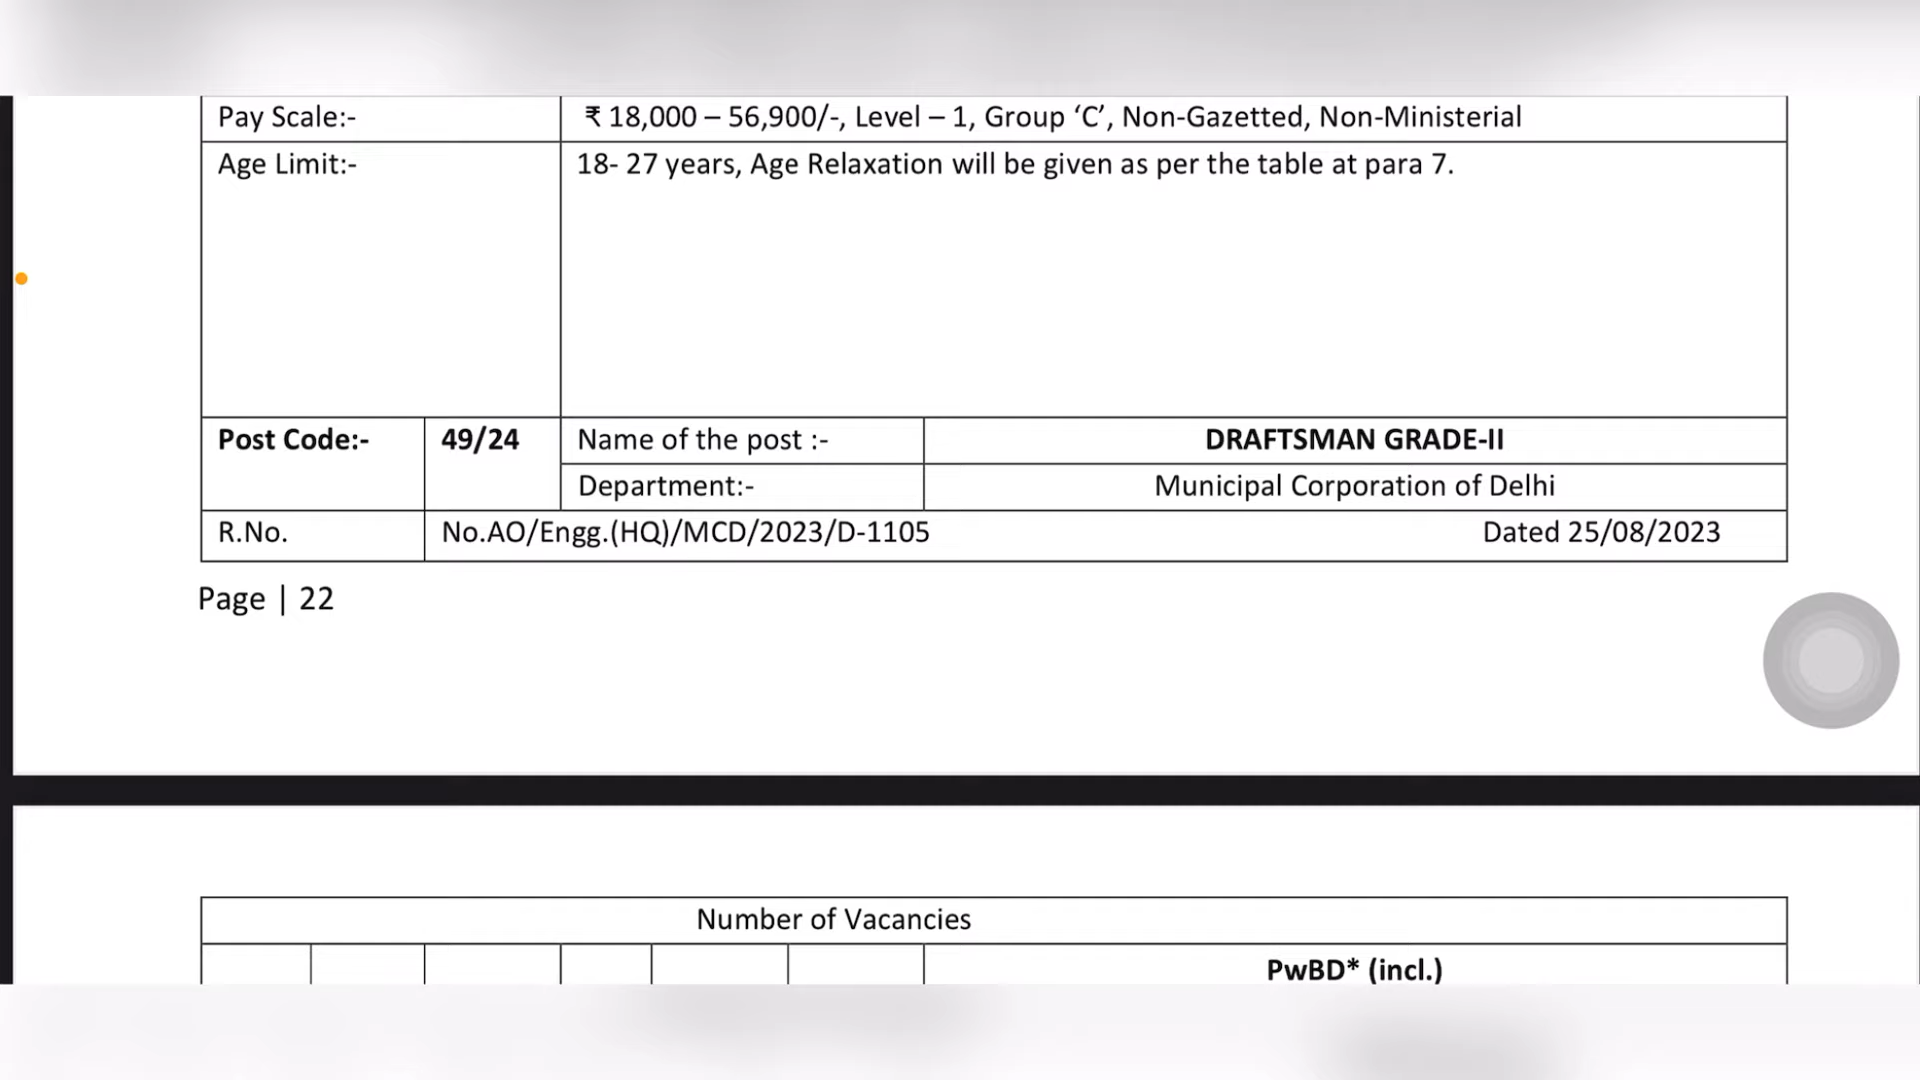 Pay Scale:- ₹ 18,000 – 56,900/-, Level – 1, Group ‘C’, Non-Gazetted, Non-Ministerial
Age Limit:- 18- 27 years, Age Relaxation will be given as per the table at para 7.
Post Code:- 49/24 Name of the post :- DRAFTSMAN GRADE-II
Department:- Municipal Corporation of Delhi
R.No. No.AO/Engg.(HQ)/MCD/2023/D-1105 Dated 25/08/2023
Page | 22
Number of Vacancies
PwBD* (incl.)